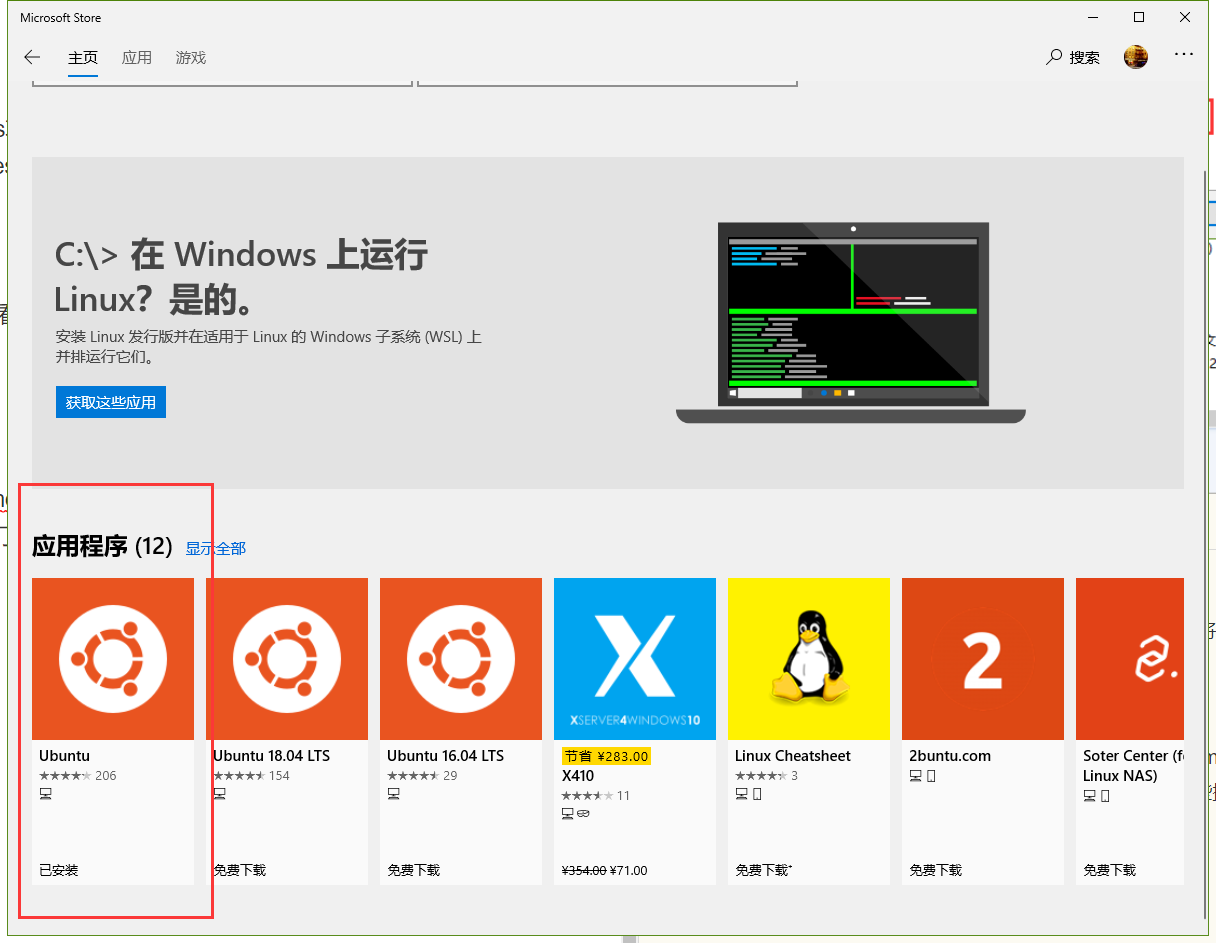 Microsoft Store
主页 应用 游戏 搜索
C:\> 在 Windows 上运行
Linux？是的。
安装 Linux 发行版并在适用于 Linux 的 Windows 子系统 (WSL) 上
并排运行它们。
获取这些应用
应用程序 (12) 显示全部
XSERVER4WINDOWS10
2
Ubuntu
206
已安装
Ubuntu 18.04 LTS
154
免费下载
Ubuntu 16.04 LTS
29
免费下载
节省 ¥283.00
X410
11
¥354.00 ¥71.00
Linux Cheatsheet
3
免费下载+
2buntu.com
免费下载
Soter Center (f
Linux NAS)
免费下载